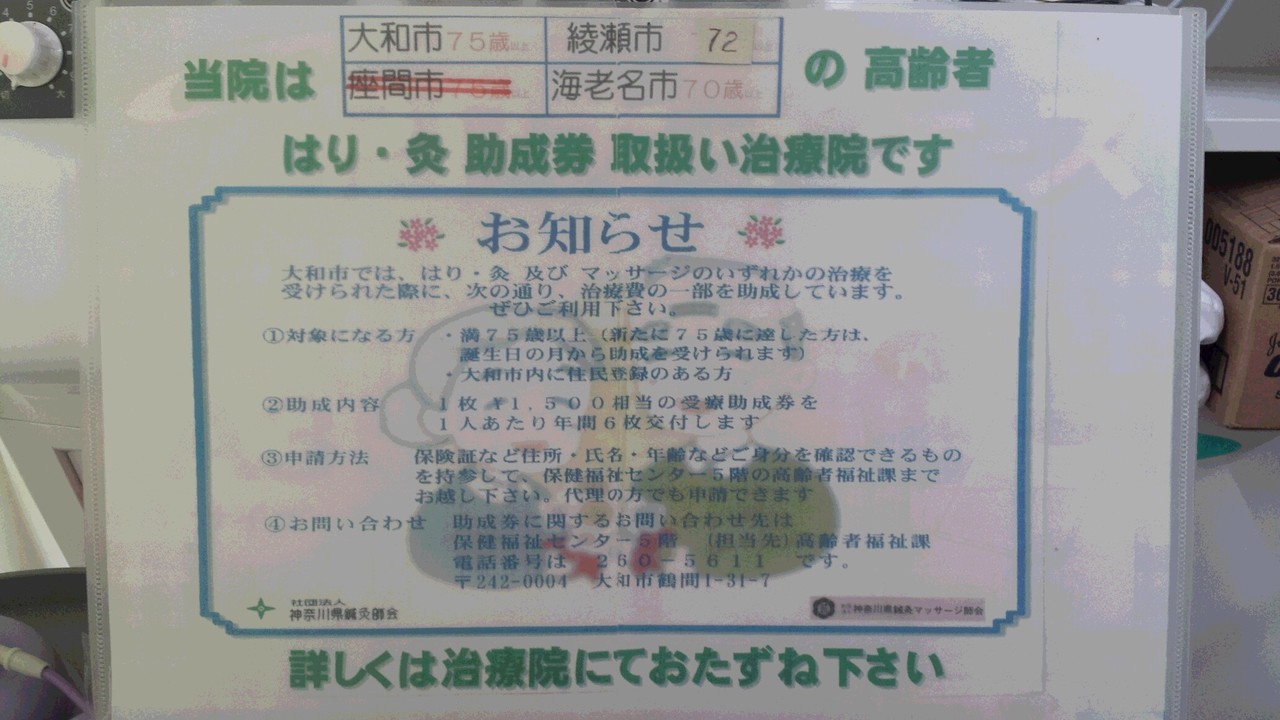 大和市75歳以上 綾瀬市 72
当院は 座間市75歳以上 海老名市70歳以上 の 高齢者
はり・灸 助成券 取扱い治療院です
お知らせ
大和市では、はり・灸 及び マッサージのいずれかの治療を
受けられた際に、次の通り、治療費の一部を助成しています。
ぜひご利用下さい。
①対象になる方 ・満75歳以上(新たに75歳に達した方は、
誕生日の月から助成を受けられます)
・大和市内に住民登録のある方
②助成内容 1枚 ¥1,500相当の受療助成券を
1人あたり年間6枚交付します
③申請方法 保険証など住所・氏名・年齢などご身分を確認できるもの
を持参して、保健福祉センター5階の高齢者福祉課まで
お越し下さい。代理の方でも申請できます
④お問い合わせ 助成券に関するお問い合わせ先は
保健福祉センター5階 (担当先)高齢者福祉課
電話番号は 260-5611 です。
〒242-0004 大和市鶴間1-31-7
社団法人
神奈川県鍼灸師会
神奈川県鍼灸マッサージ師会
詳しくは治療院にておたずね下さい
005188
V-51
4 5 6